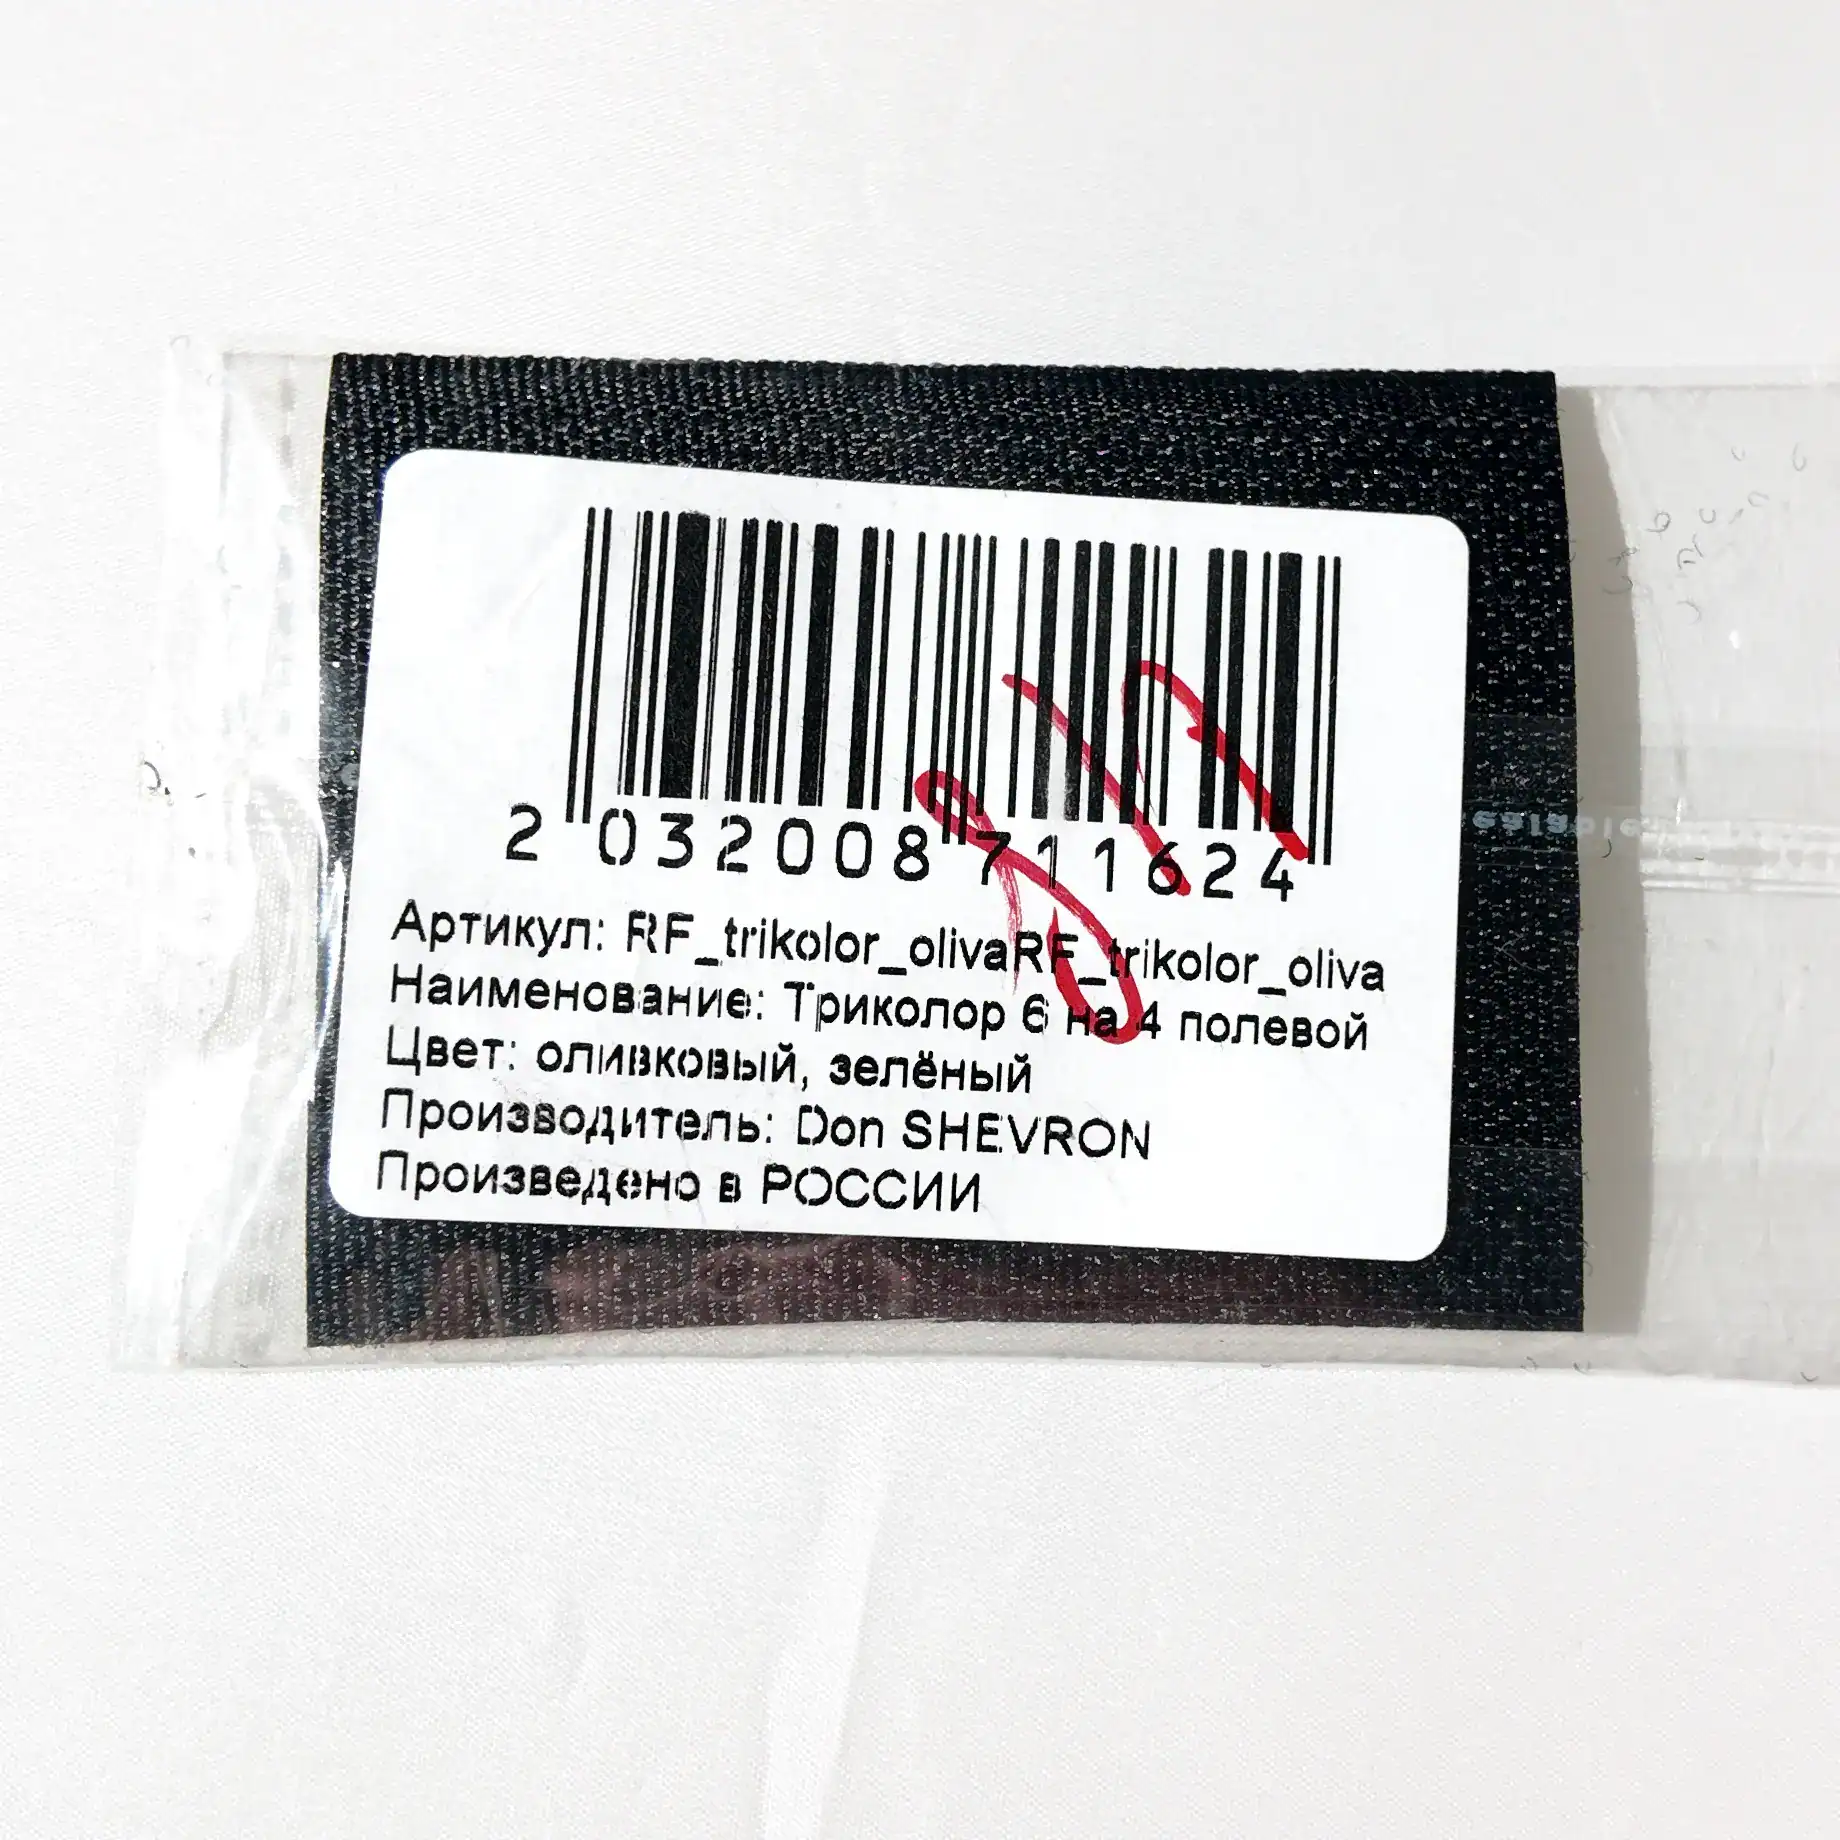 2 032008 711624
Артикул: RF_trikolor_olivaRF_trikolor_oliva
Наименование: Триколор 6 на 4 полевой
Цвет: оливковый, зелёный
Производитель: Don SHEVRON
Произведено в РОССИИ